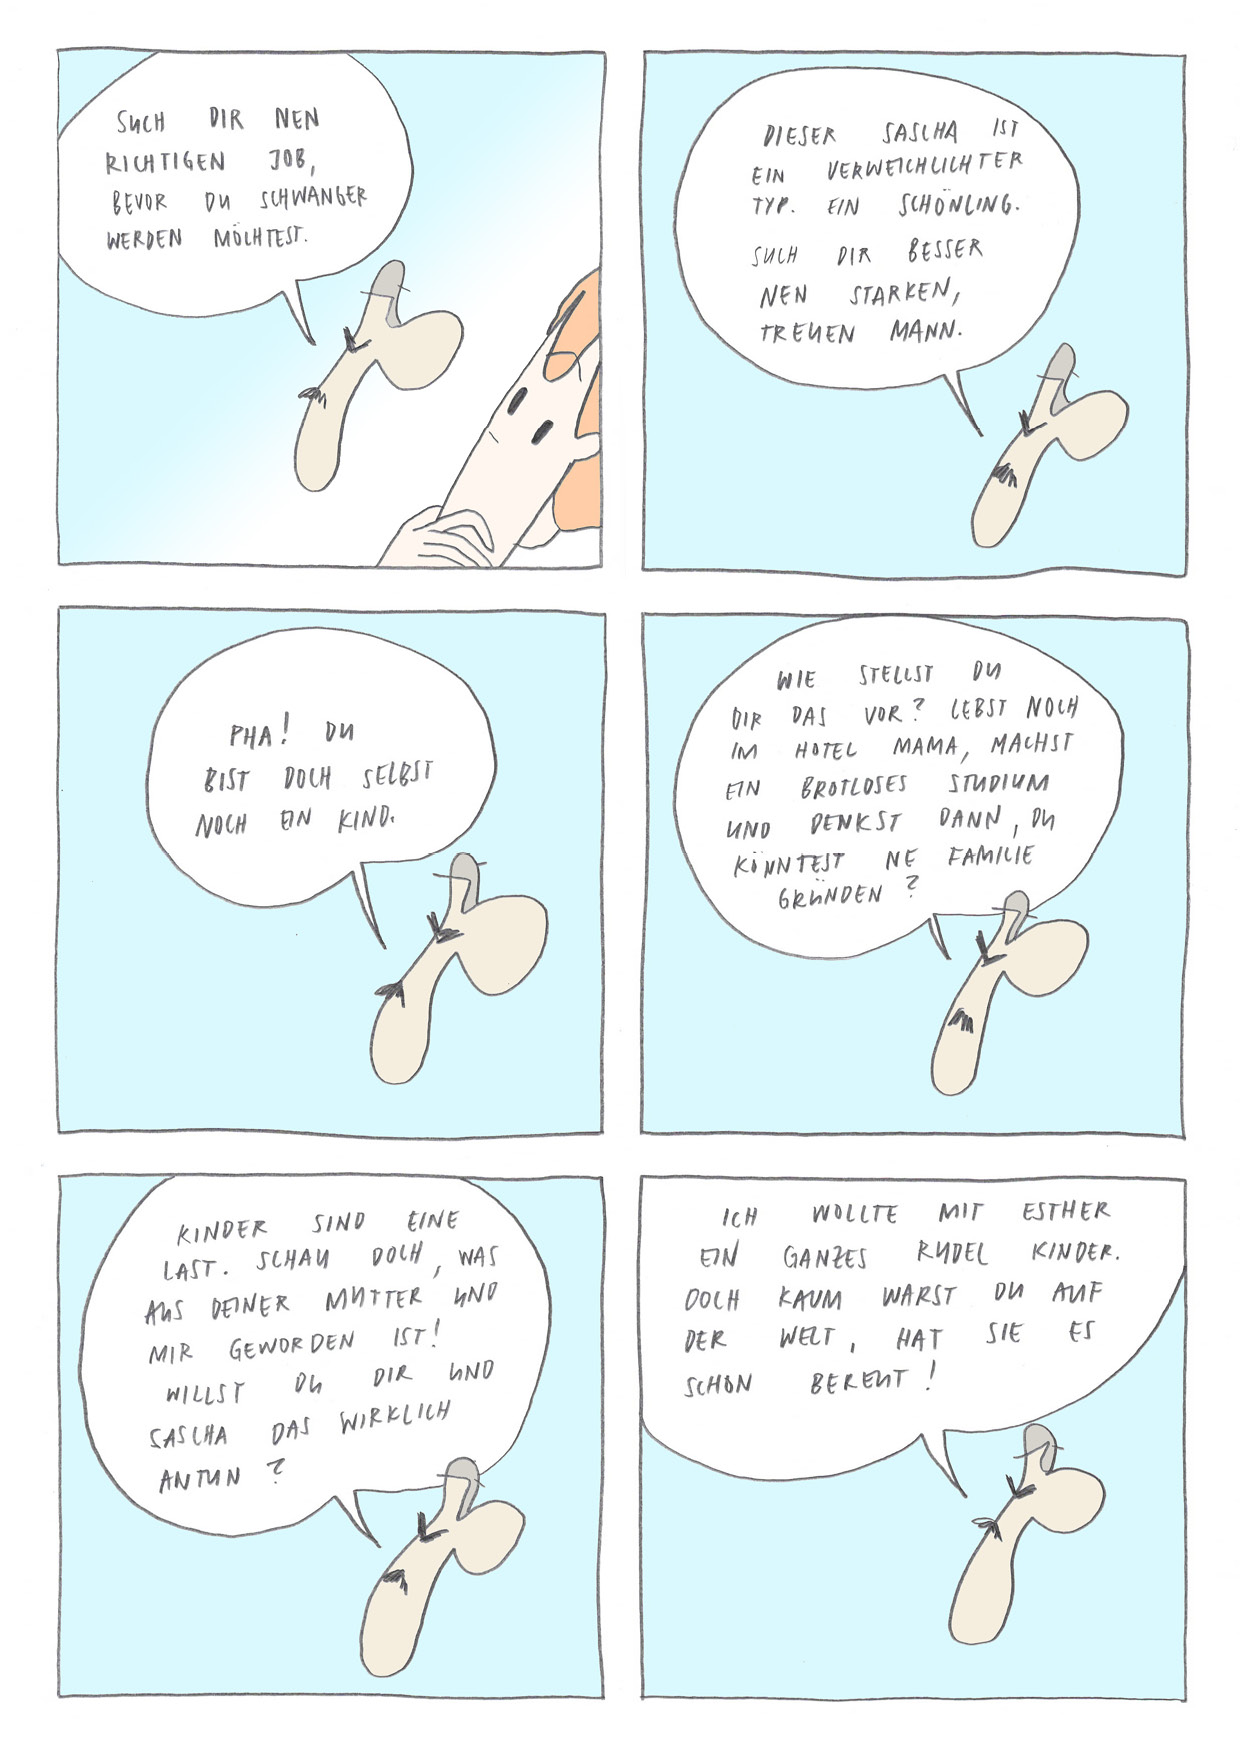 SUCH DIR NEN
RICHTIGEN JOB,
BEVOR DU SCHWANGER
WERDEN MÖCHTEST.
DIESER SASCHA IST
EIN VERWEICHLICHTER
TYP. EIN SCHÖNLING.
SUCH DIR BESSER
NEN STARKEN,
TREUEN MANN.
PHA! DU
BIST DOCH SELBST
NOCH EIN KIND.
WIE STELLST DU
DIR DAS VOR? LEBST NOCH
IM HOTEL MAMA, MACHST
EIN BROTLOSES STUDIUM
UND DENKST DANN, DU
KÖNNTEST NE FAMILIE
GRÜNDEN?
KINDER SIND EINE
LAST. SCHAU DOCH, WAS
AUS DEINER MUTTER UND
MIR GEWORDEN IST!
WILLST DU DIR UND
SASCHA DAS WIRKLICH
ANTUN?
ICH WOLLTE MIT ESTHER
EIN GANZES RUDEL KINDER.
DOCH KAUM WARST DU AUF
DER WELT, HAT SIE ES
SCHON BEREUT!